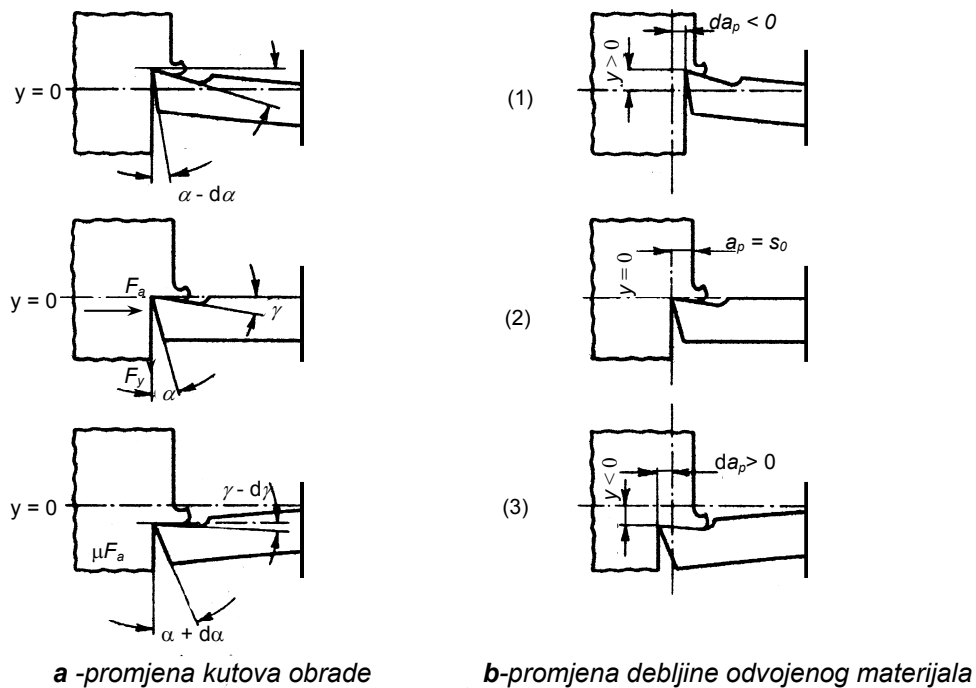 da_p < 0
y = 0
y > 0
(1)
α - dα
a_p = s_0
y = 0
F_a
y = 0
γ
(2)
F_y
α
da_p > 0
γ - dγ
y = 0
y < 0
(3)
μF_a
α + dα
a -promjena kutova obrade
b-promjena debljine odvojenog materijala